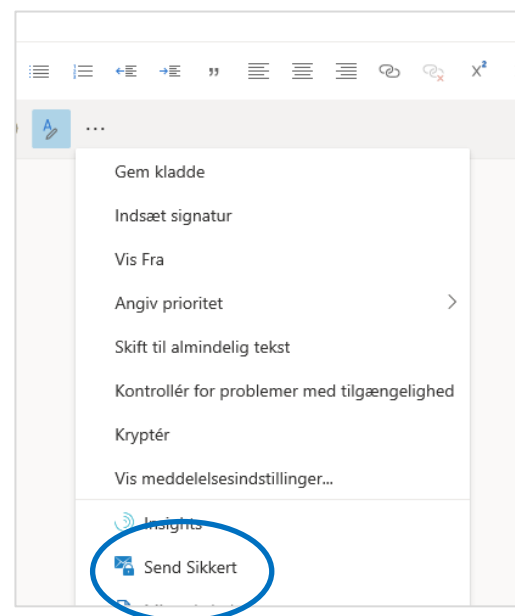 Gem kladde
Indsæt signatur
Vis Fra
Angiv prioritet
Skift til almindelig tekst
Kontrollér for problemer med tilgængelighed
Kryptér
Vis meddelelsesindstillinger...
Insights
Send Sikkert